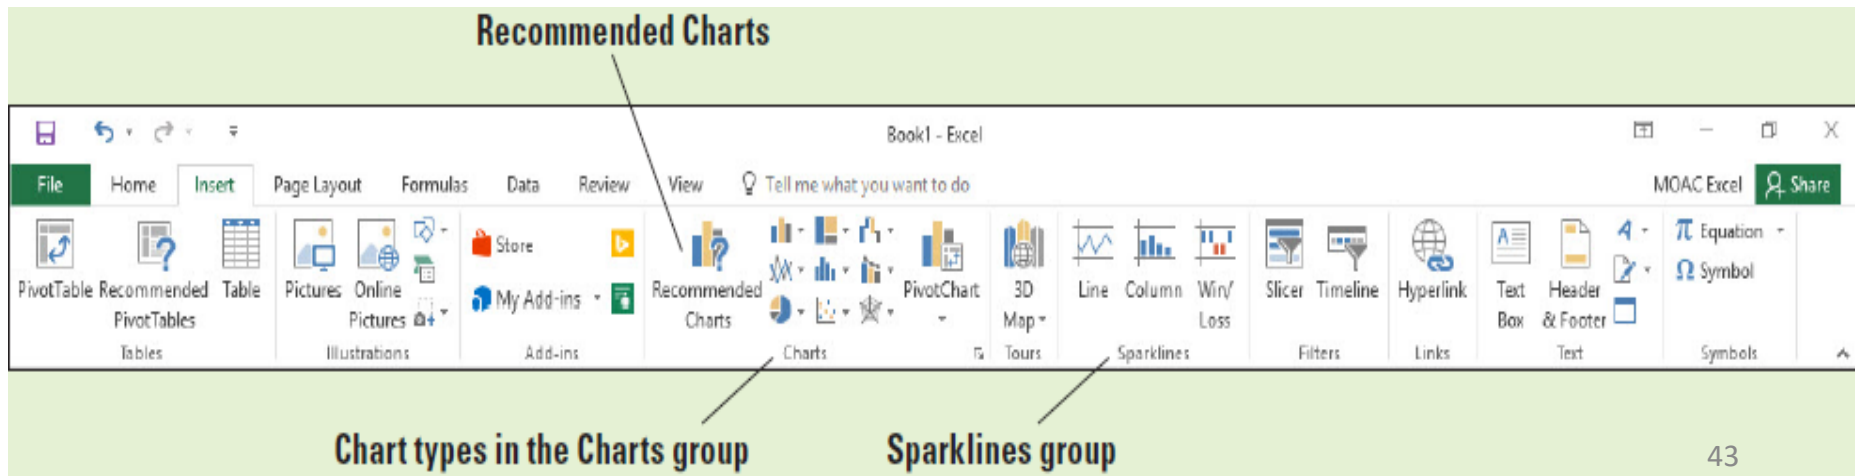 Recommended Charts
Book1 - Excel
File Home Insert Page Layout Formulas Data Review View Tell me what you want to do MOAC Excel Share
PivotTable Recommended PivotTables Table Pictures Online Pictures Store My Add-ins Recommended Charts PivotChart 3D Map Line Column Win/ Loss Slicer Timeline Hyperlink Text Box Header & Footer A A π Equation Ω Symbol
Tables Illustrations Add-ins Charts Tours Sparklines Filters Links Text Symbols
Chart types in the Charts group Sparklines group
43